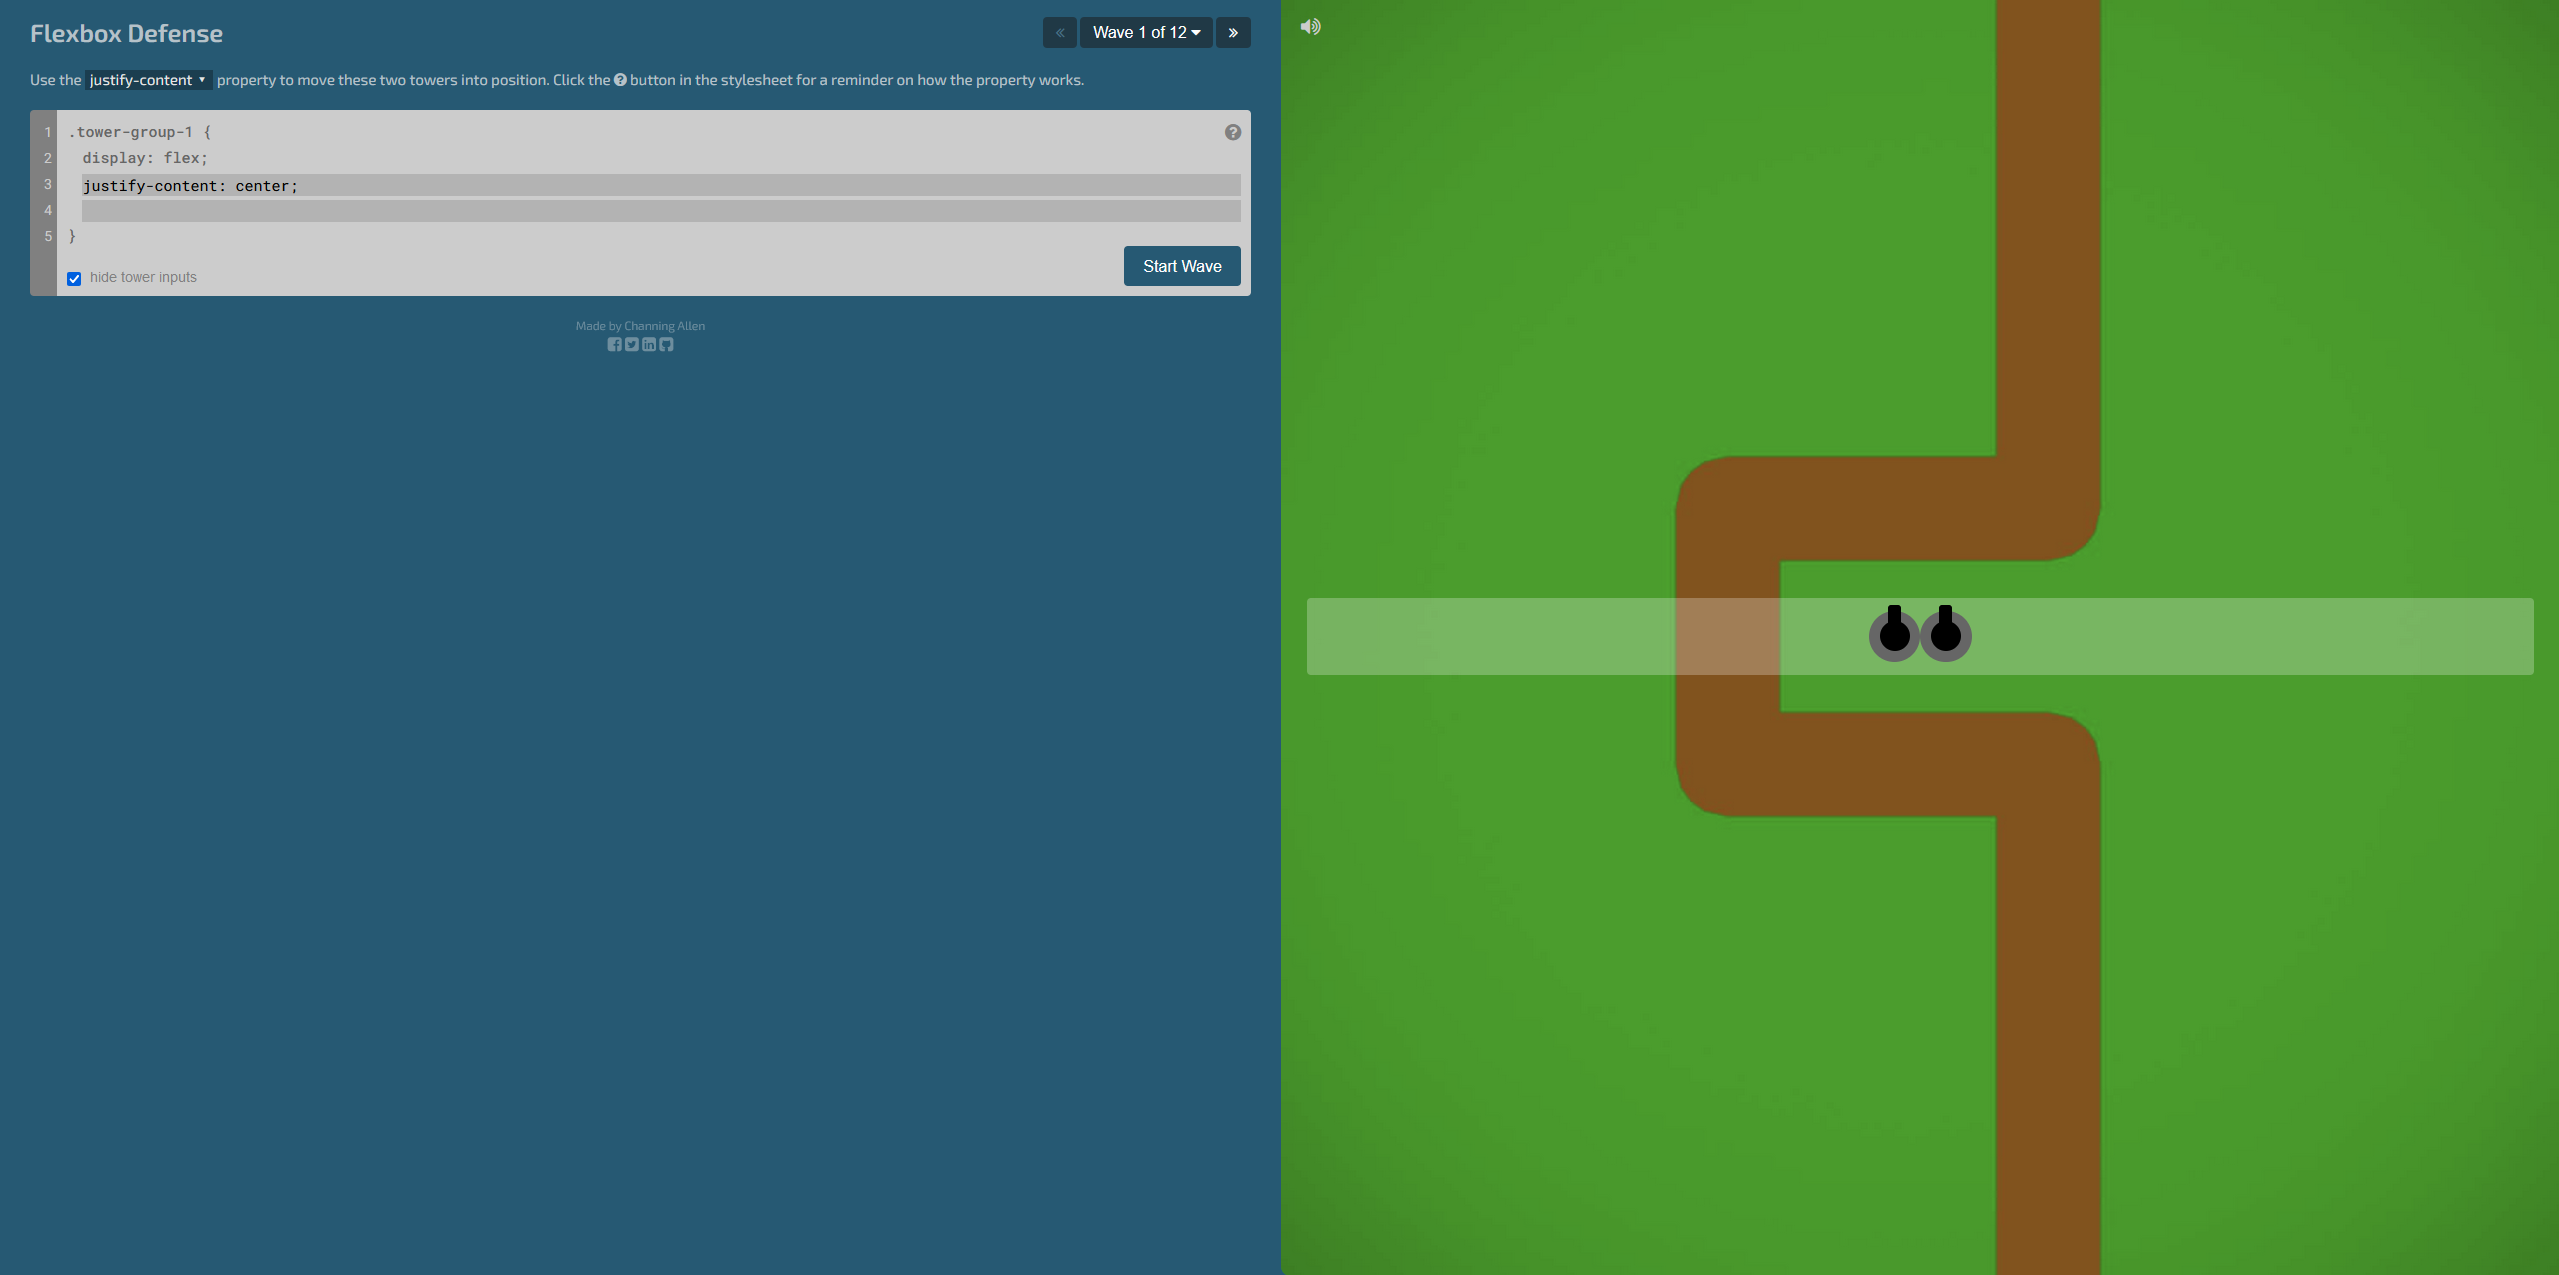 Flexbox Defense
« Wave 1 of 12 »
Use the justify-content property to move these two towers into position. Click the ? button in the stylesheet for a reminder on how the property works.
1 .tower-group-1 { ?
2 display: flex;
3 justify-content: center;
4
5 }
Start Wave
hide tower inputs
Made by Channing Allen